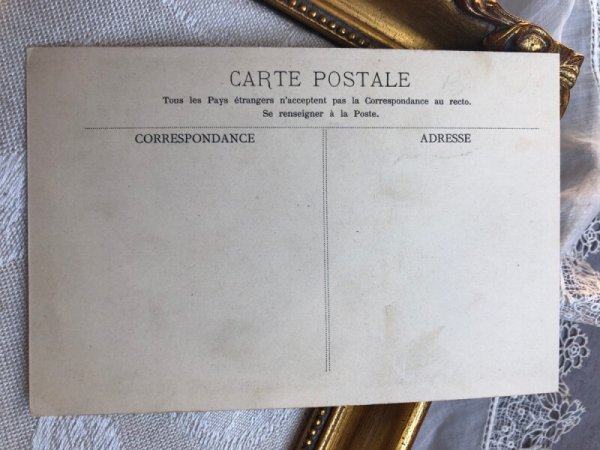 CARTE POSTALE
Tous les Pays étrangers n'acceptent pas la Correspondance au recto.
Se renseigner à la Poste.
CORRESPONDANCE
ADRESSE